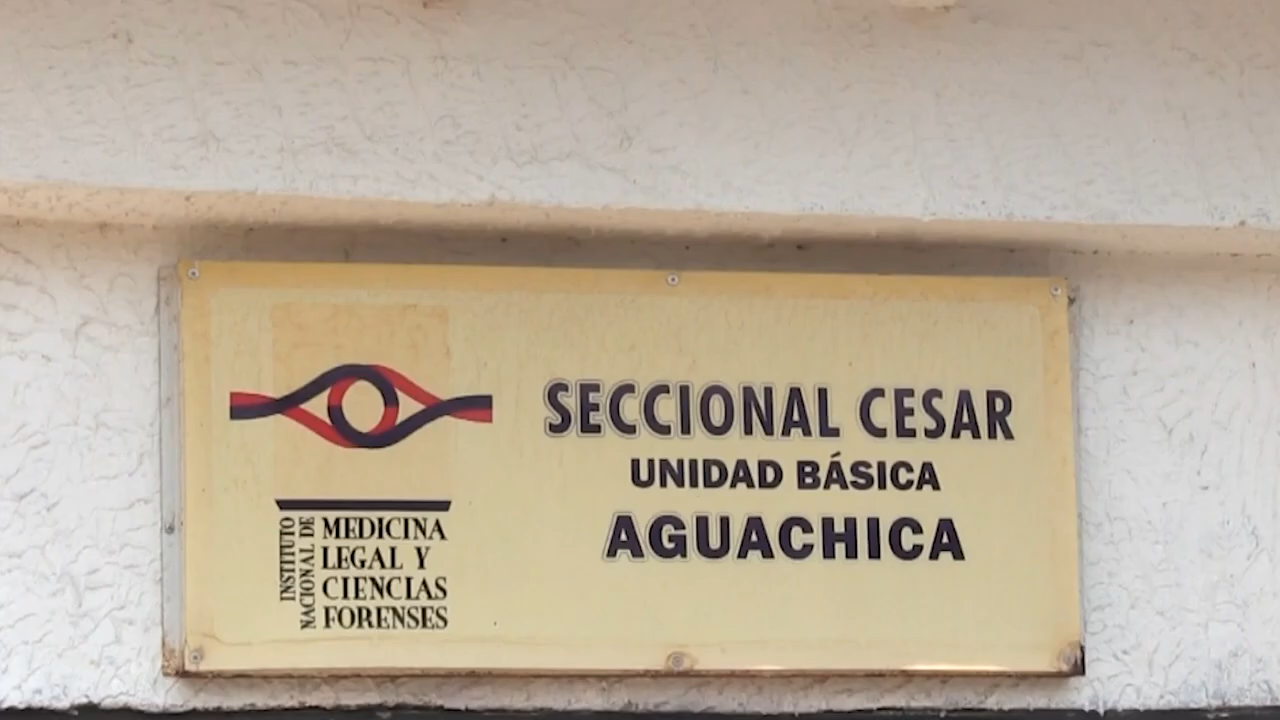 INSTITUTO
NACIONAL DE
MEDICINA
LEGAL Y
CIENCIAS
FORENSES
SECCIONAL CESAR
UNIDAD BÁSICA
AGUACHICA